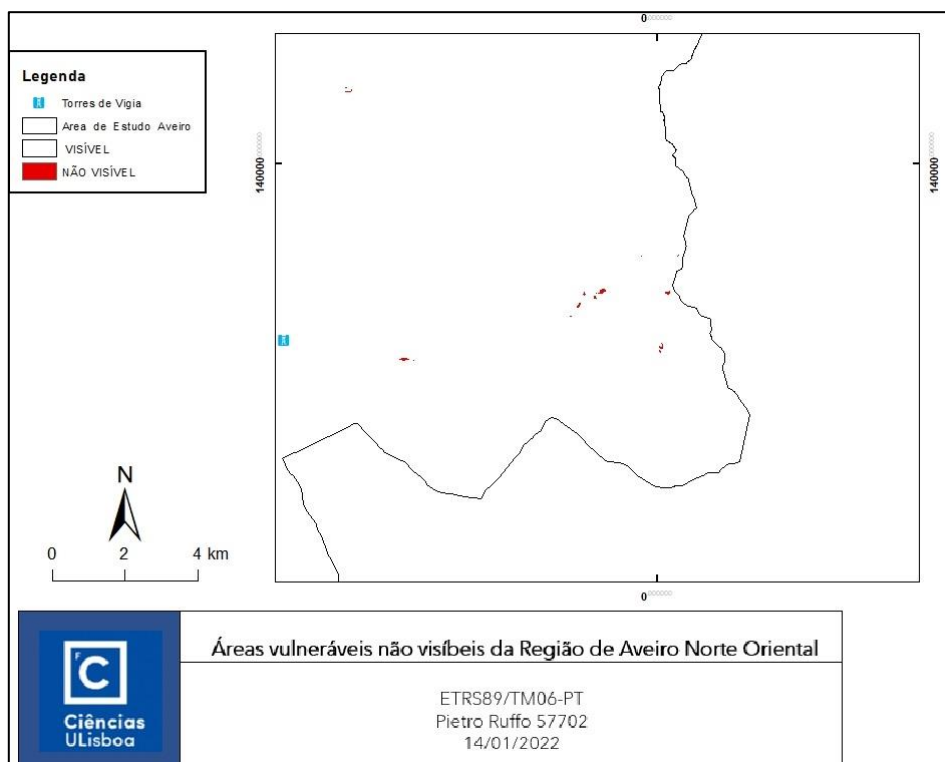 0000000
Legenda
Torres de Vigia
Area de Estudo Aveiro
VISÍVEL
NÃO VISÍVEL
140000
140000
N
0 2 4 km
0000000
Áreas vulneráveis não visíbeis da Região de Aveiro Norte Oriental
F
C
Ciências
ULisboa
ETRS89/TM06-PT
Pietro Ruffo 57702
14/01/2022